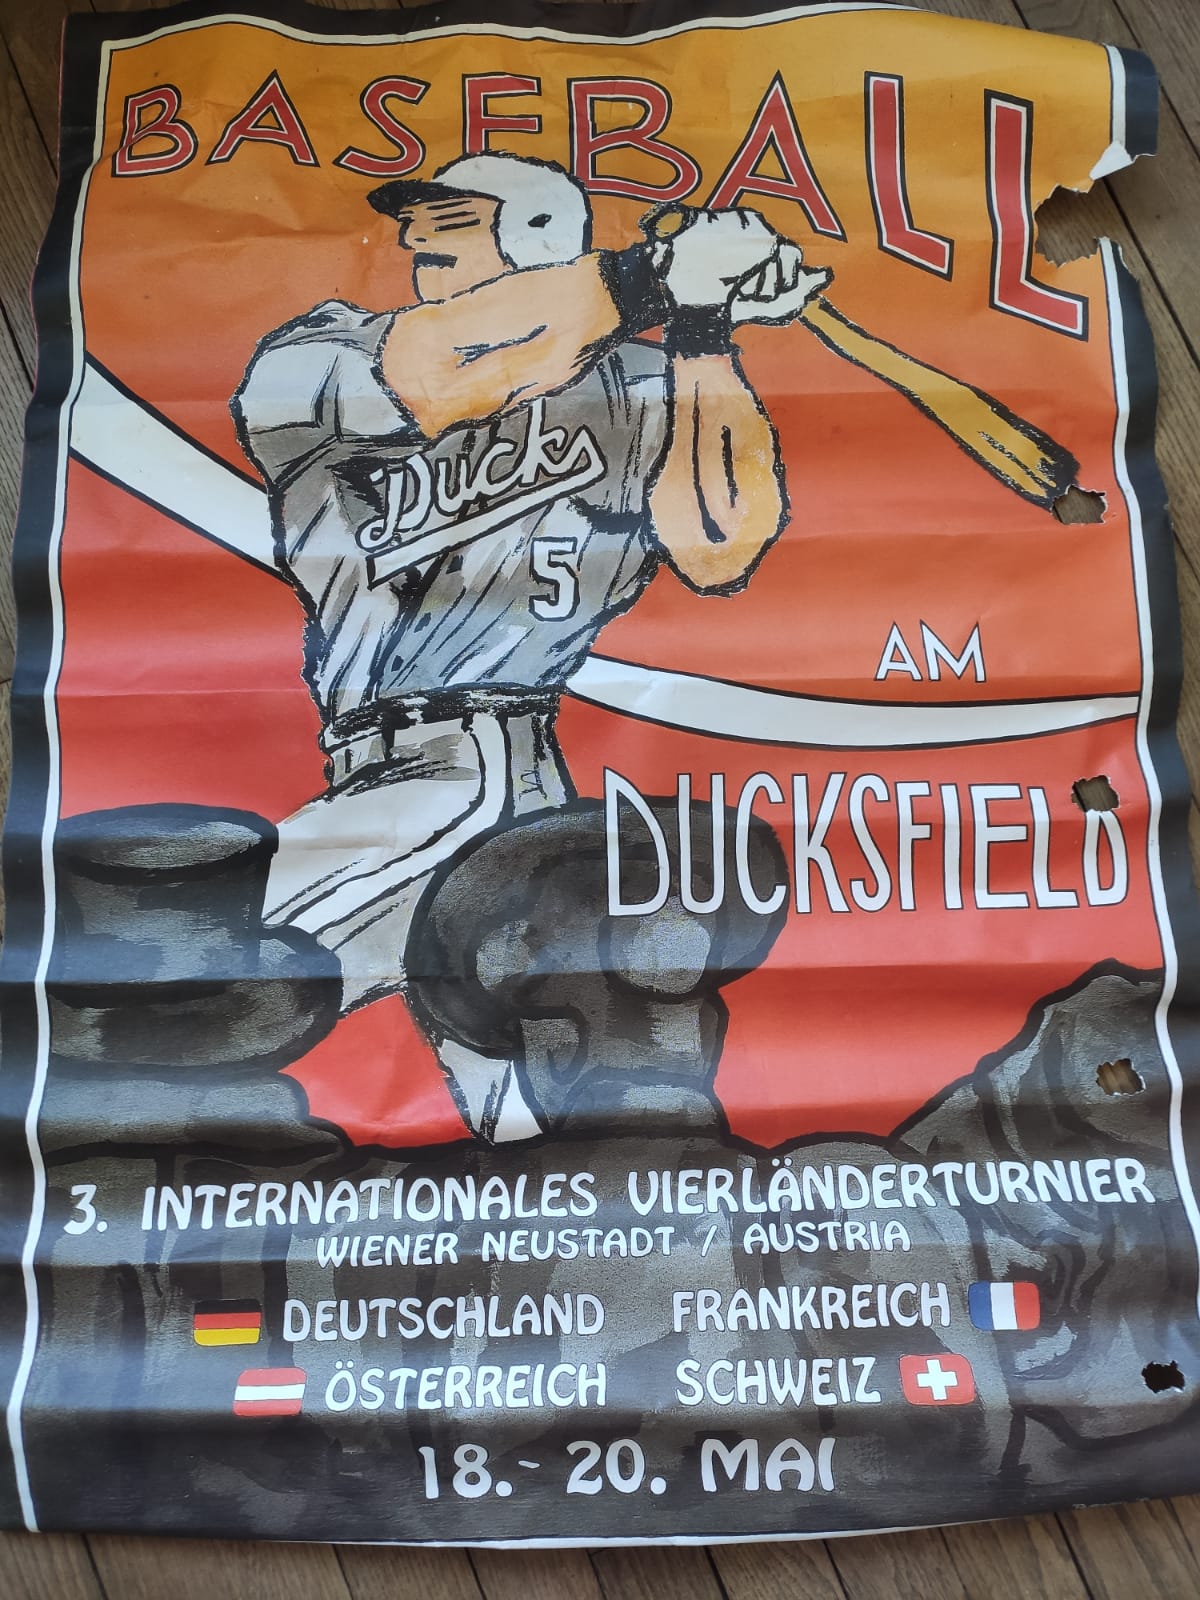 BASEBALL
Ducks
5
AM
DUCKSFIELD
3. INTERNATIONALES VIERLÄNDERTURNIER
WIENER NEUSTADT / AUSTRIA
DEUTSCHLAND FRANKREICH
ÖSTERREICH SCHWEIZ
18.- 20. MAI